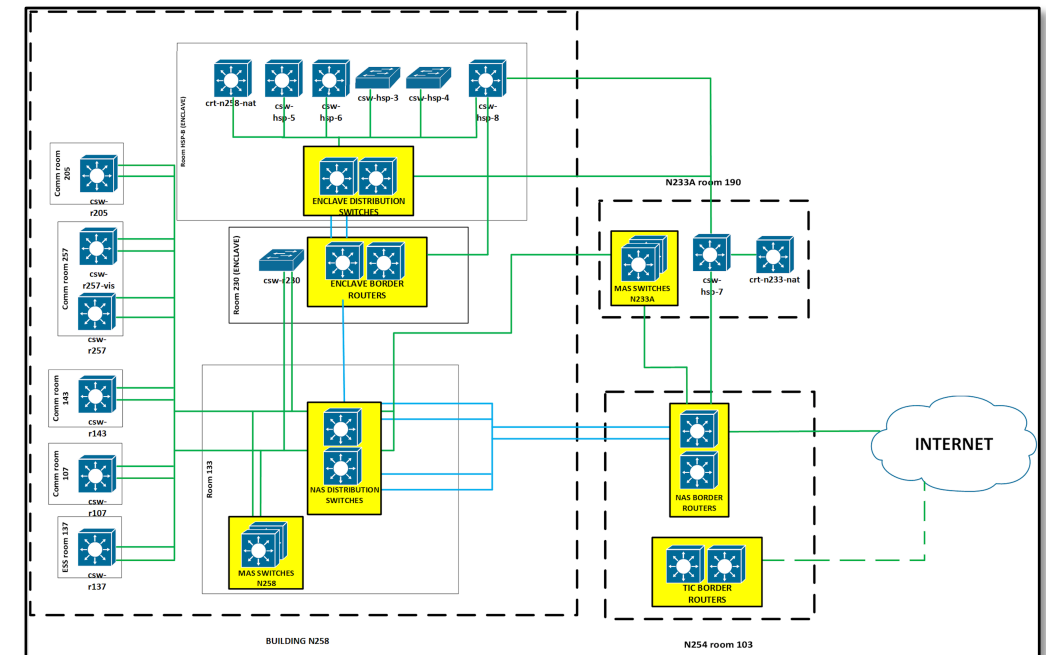 Room HSP-B (ENCLAVE)
crt-n258-nat
csw-
hsp-5
csw-
hsp-6
csw-hsp-3
csw-hsp-4
csw-
hsp-8
ENCLAVE DISTRIBUTION
SWITCHES
Comm room
205
csw-
r205
Comm room 257
csw-
r257-vis
csw-
r257
Room 230 (ENCLAVE)
csw-r230
ENCLAVE BORDER
ROUTERS
N233A room 190
MAS SWITCHES
N233A
csw-
hsp-7
crt-n233-nat
Comm room
143
csw-
r143
Comm room
107
csw-
r107
ESS room 137
csw-
r137
Room 133
NAS DISTRIBUTION
SWITCHES
MAS SWITCHES
N258
NAS BORDER
ROUTERS
TIC BORDER
ROUTERS
INTERNET
BUILDING N258
N254 room 103